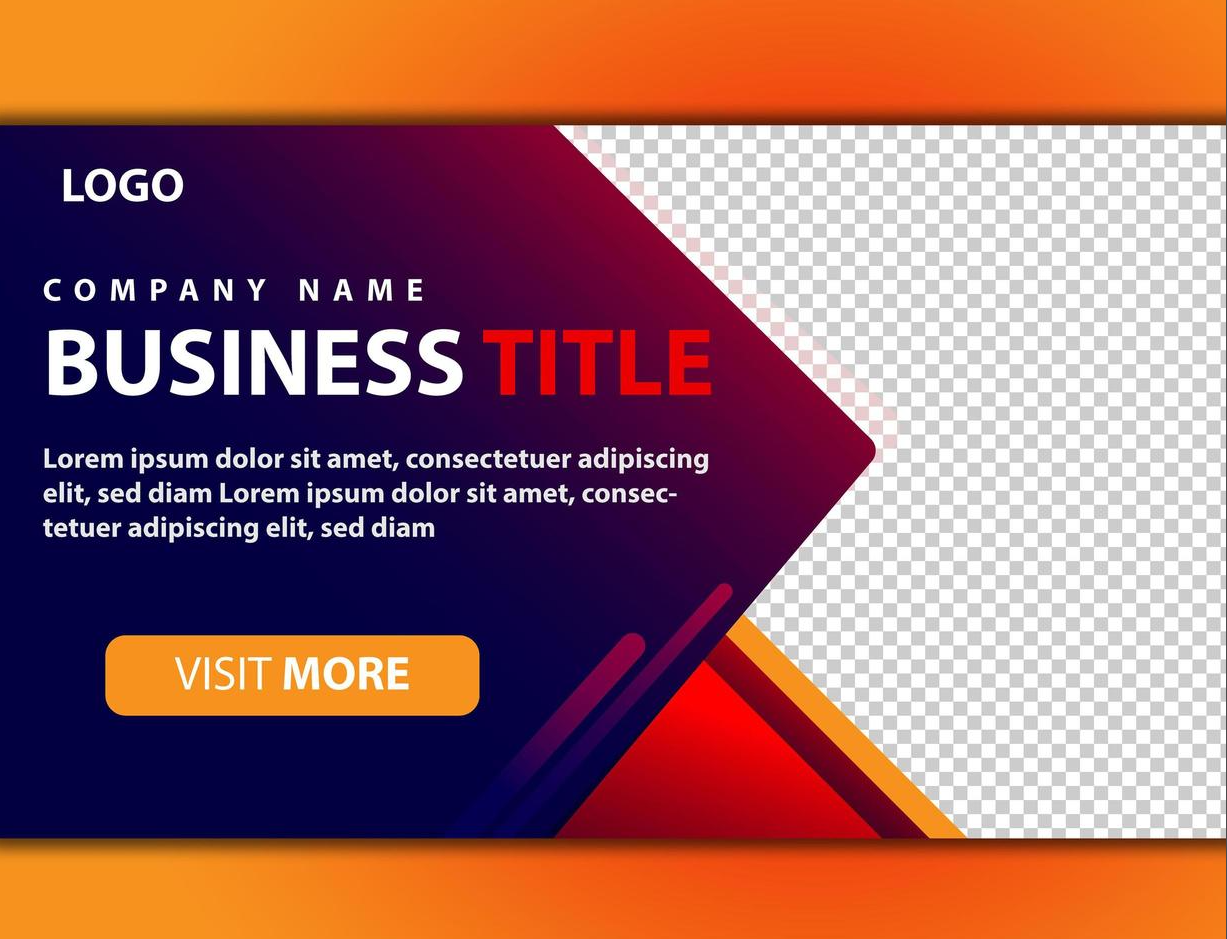 LOGO
COMPANY NAME
BUSINESS TITLE
Lorem ipsum dolor sit amet, consectetuer adipiscing
elit, sed diam Lorem ipsum dolor sit amet, consec-
tetuer adipiscing elit, sed diam
VISIT MORE